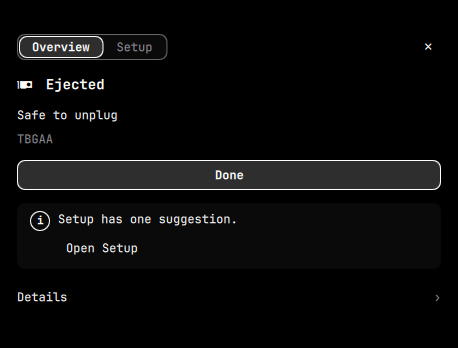 Overview Setup ×
Ejected
Safe to unplug
TBGAA
Done
i Setup has one suggestion.
Open Setup
Details ›